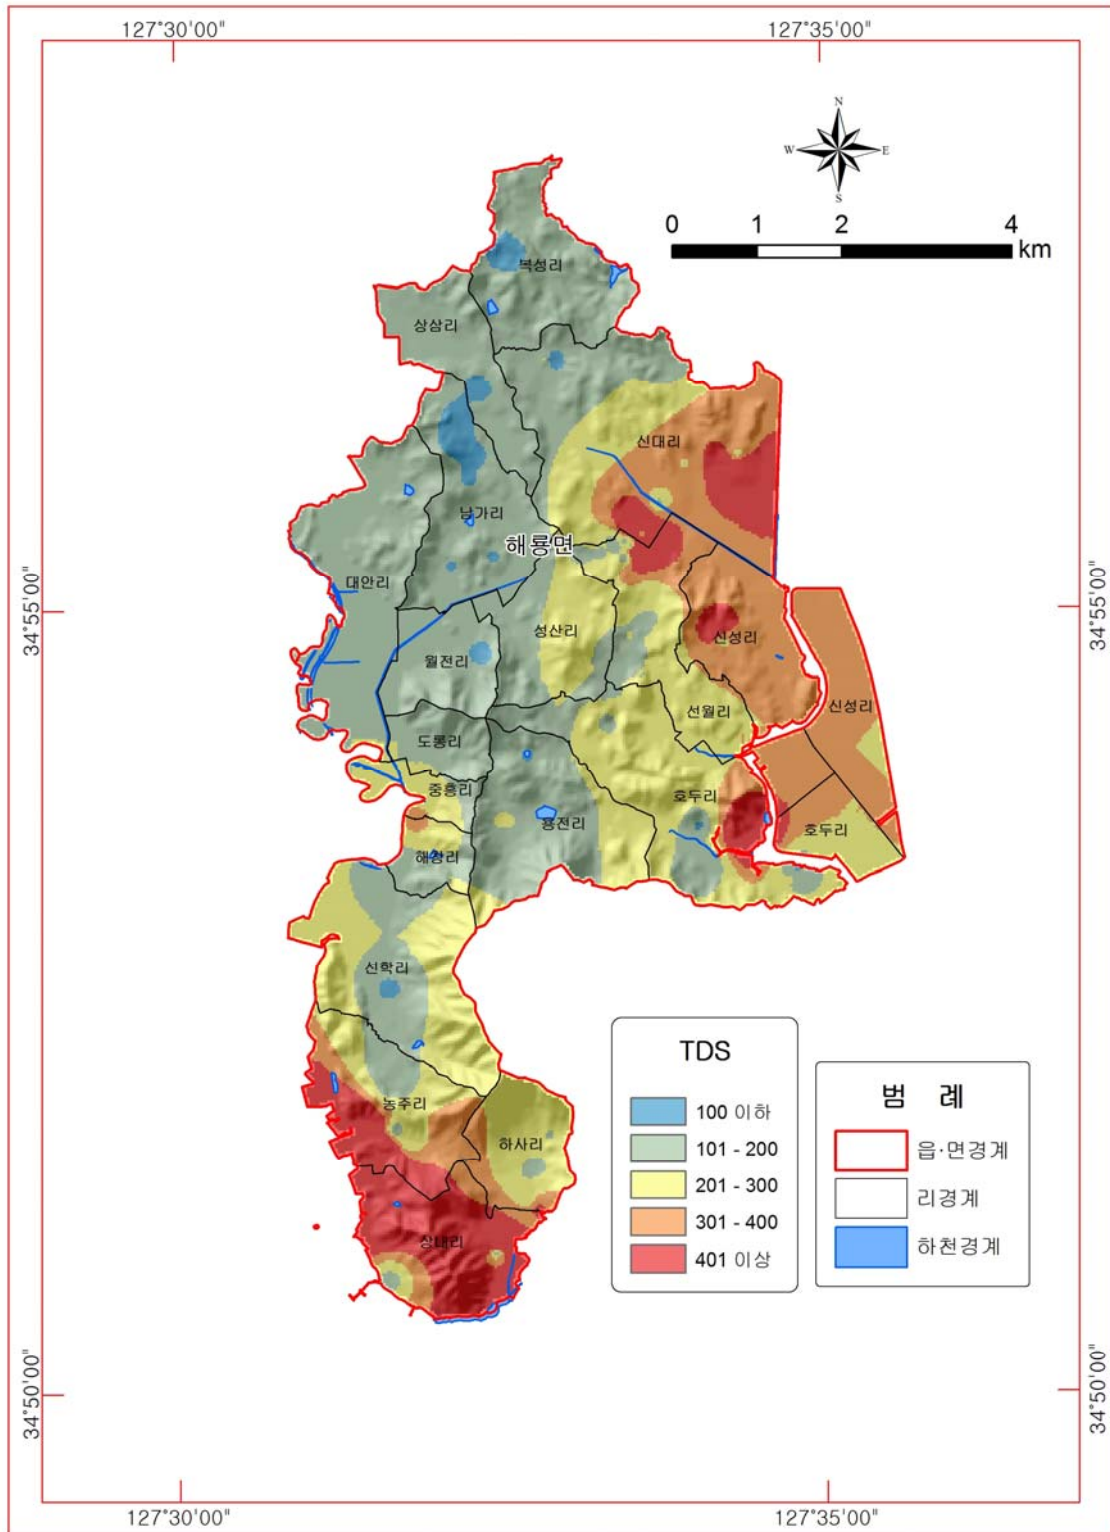 127°30'00"
127°35'00"
N
W
E
S
0
1
2
4
km
복성리
상삼리
신대리
남가리
해룡면
대안리
34°55'00"
34°55'00"
성산리
신성리
월전리
신성리
선월리
도롱리
중흥리
호두리
용전리
호두리
해창리
선학리
TDS
100 이하
101 - 200
201 - 300
301 - 400
401 이상
범 례
읍·면경계
리경계
하천경계
농주리
하사리
상내리
34°50'00"
34°50'00"
127°30'00"
127°35'00"